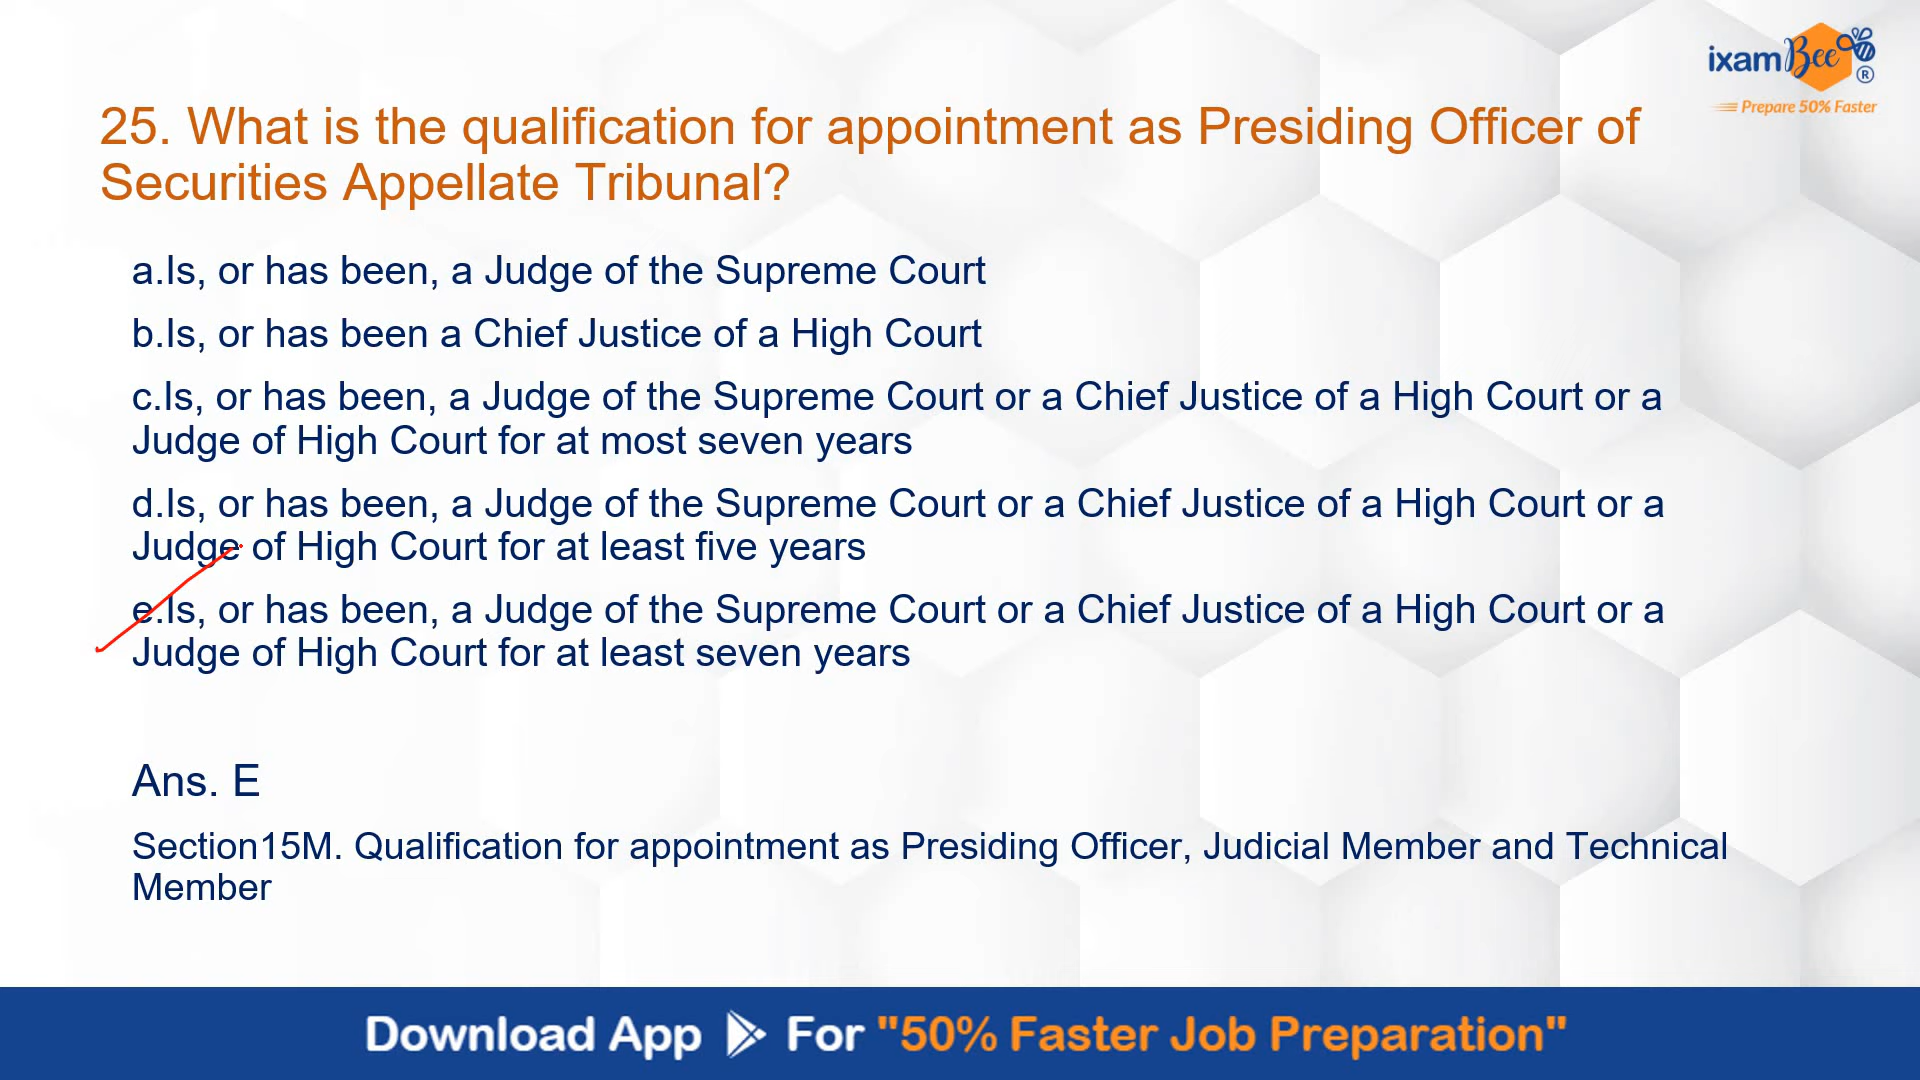 ixamBee®
Prepare 50% Faster
25. What is the qualification for appointment as Presiding Officer of
Securities Appellate Tribunal?
a.Is, or has been, a Judge of the Supreme Court
b.Is, or has been a Chief Justice of a High Court
c.Is, or has been, a Judge of the Supreme Court or a Chief Justice of a High Court or a
Judge of High Court for at most seven years
d.Is, or has been, a Judge of the Supreme Court or a Chief Justice of a High Court or a
Judge of High Court for at least five years
e.Is, or has been, a Judge of the Supreme Court or a Chief Justice of a High Court or a
Judge of High Court for at least seven years
Ans. E
Section15M. Qualification for appointment as Presiding Officer, Judicial Member and Technical
Member
Download App For "50% Faster Job Preparation"